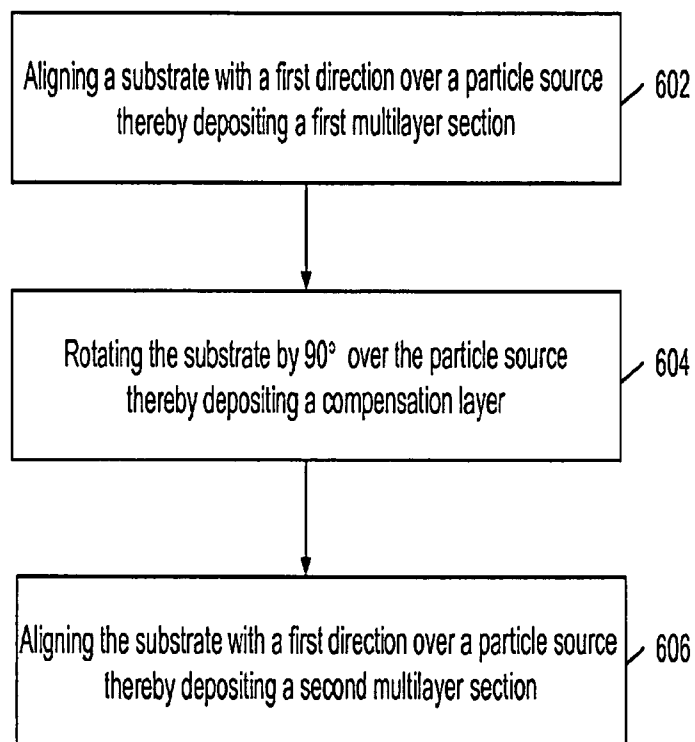 Aligning a substrate with a first direction over a particle source
thereby depositing a first multilayer section
602
Rotating the substrate by 90° over the particle source
thereby depositing a compensation layer
604
Aligning the substrate with a first direction over a particle source
thereby depositing a second multilayer section
606